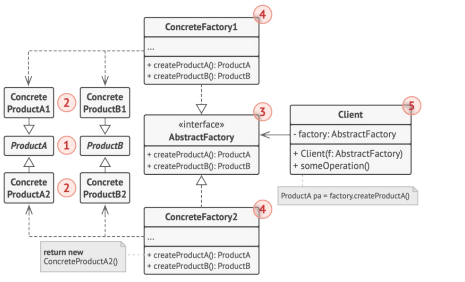 ConcreteFactory1
4
...
+ createProductA(): ProductA
+ createProductB(): ProductB
Concrete
ProductA1
2
Concrete
ProductB1
ProductA
1
ProductB
Concrete
ProductA2
2
Concrete
ProductB2
3
«interface»
AbstractFactory
+ createProductA(): ProductA
+ createProductB(): ProductB
5
Client
- factory: AbstractFactory
+ Client(f: AbstractFactory)
+ someOperation()
ProductA pa = factory.createProductA()
4
ConcreteFactory2
...
+ createProductA(): ProductA
+ createProductB(): ProductB
return new
ConcreteProductA2()